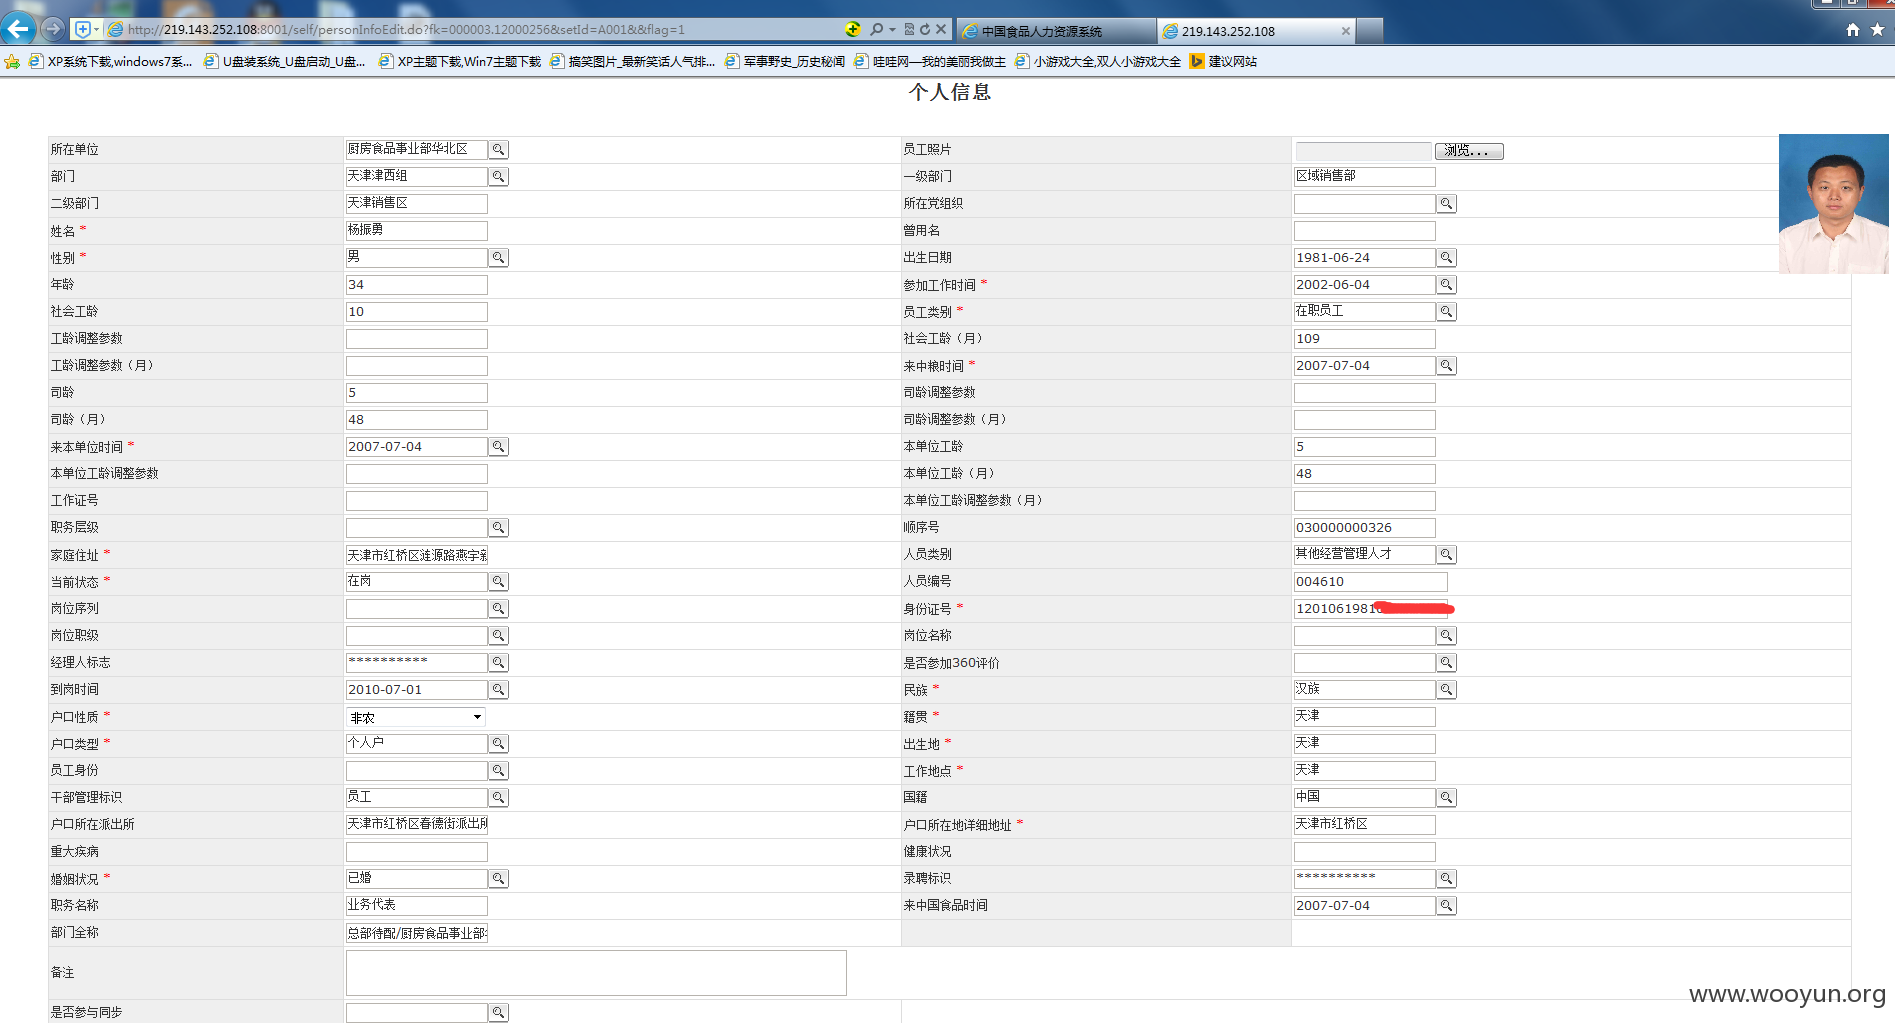 http://219.143.252.108:8001/self/personInfoEdit.do?fk=000003.12000256&setId=A001&&flag=1
中国食品人力资源系统
219.143.252.108
XP系统下载,windows7系...
U盘装系统_U盘启动_U盘...
XP主题下载,Win7主题下载
搞笑图片_最新笑话人气排...
军事野史_历史秘闻
哇哇网—我的美丽我做主
小游戏大全,双人小游戏大全
建议网站
个人信息
所在单位 厨房食品事业部华北区 员工照片 浏览...
部门 天津津西组 一级部门 区域销售部
二级部门 天津销售区 所在党组织
姓名 * 杨振勇 曾用名
性别 * 男 出生日期 1981-06-24
年龄 34 参加工作时间 * 2002-06-04
社会工龄 10 员工类别 * 在职员工
工龄调整参数 社会工龄（月） 109
工龄调整参数（月） 来中粮时间 * 2007-07-04
司龄 5 司龄调整参数
司龄（月） 48 司龄调整参数（月）
来本单位时间 * 2007-07-04 本单位工龄 5
本单位工龄调整参数 本单位工龄（月） 48
工作证号 本单位工龄调整参数（月）
职务层级 顺序号 030000000326
家庭住址 * 天津市红桥区涟源路燕宇新 人员类别 其他经营管理人才
当前状态 * 在岗 人员编号 004610
岗位序列 身份证号 * 120106198
岗位职级 岗位名称
经理人标志 ********** 是否参加360评价
到岗时间 2010-07-01 民族 * 汉族
户口性质 * 非农 籍贯 * 天津
户口类型 * 个人户 出生地 * 天津
员工身份 工作地点 * 天津
干部管理标识 员工 国籍 中国
户口所在派出所 天津市红桥区春德街派出所 户口所在地详细地址 * 天津市红桥区
重大疾病 健康状况
婚姻状况 * 已婚 录聘标识 **********
职务名称 业务代表 来中国食品时间 2007-07-04
部门全称 总部待配/厨房食品事业部
备注
是否参与同步
www.wooyun.org